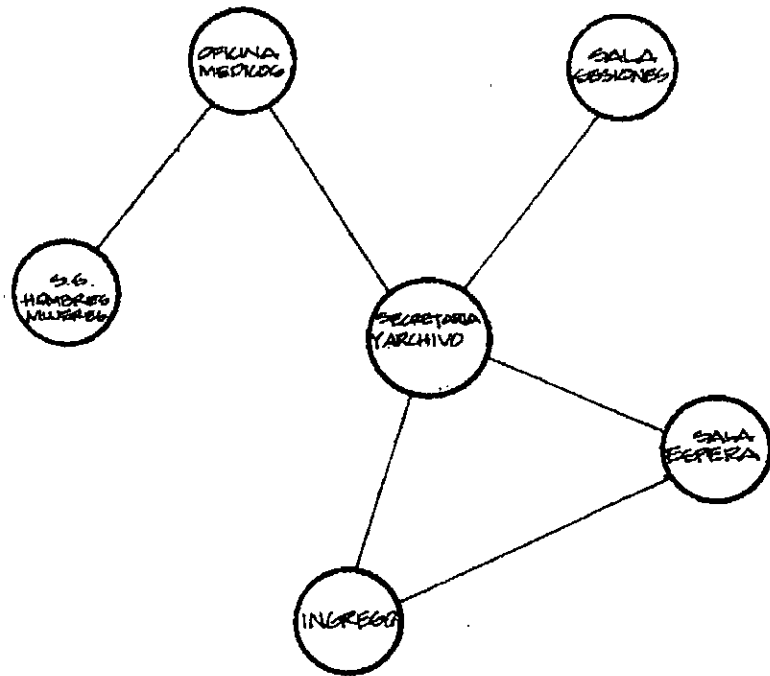 OFICINA
MEDICOS
SALA
SESIONES
S.S.
HOMBRES
MUJERES
SECRETARIA
Y ARCHIVO
SALA
ESPERA
INGRESO